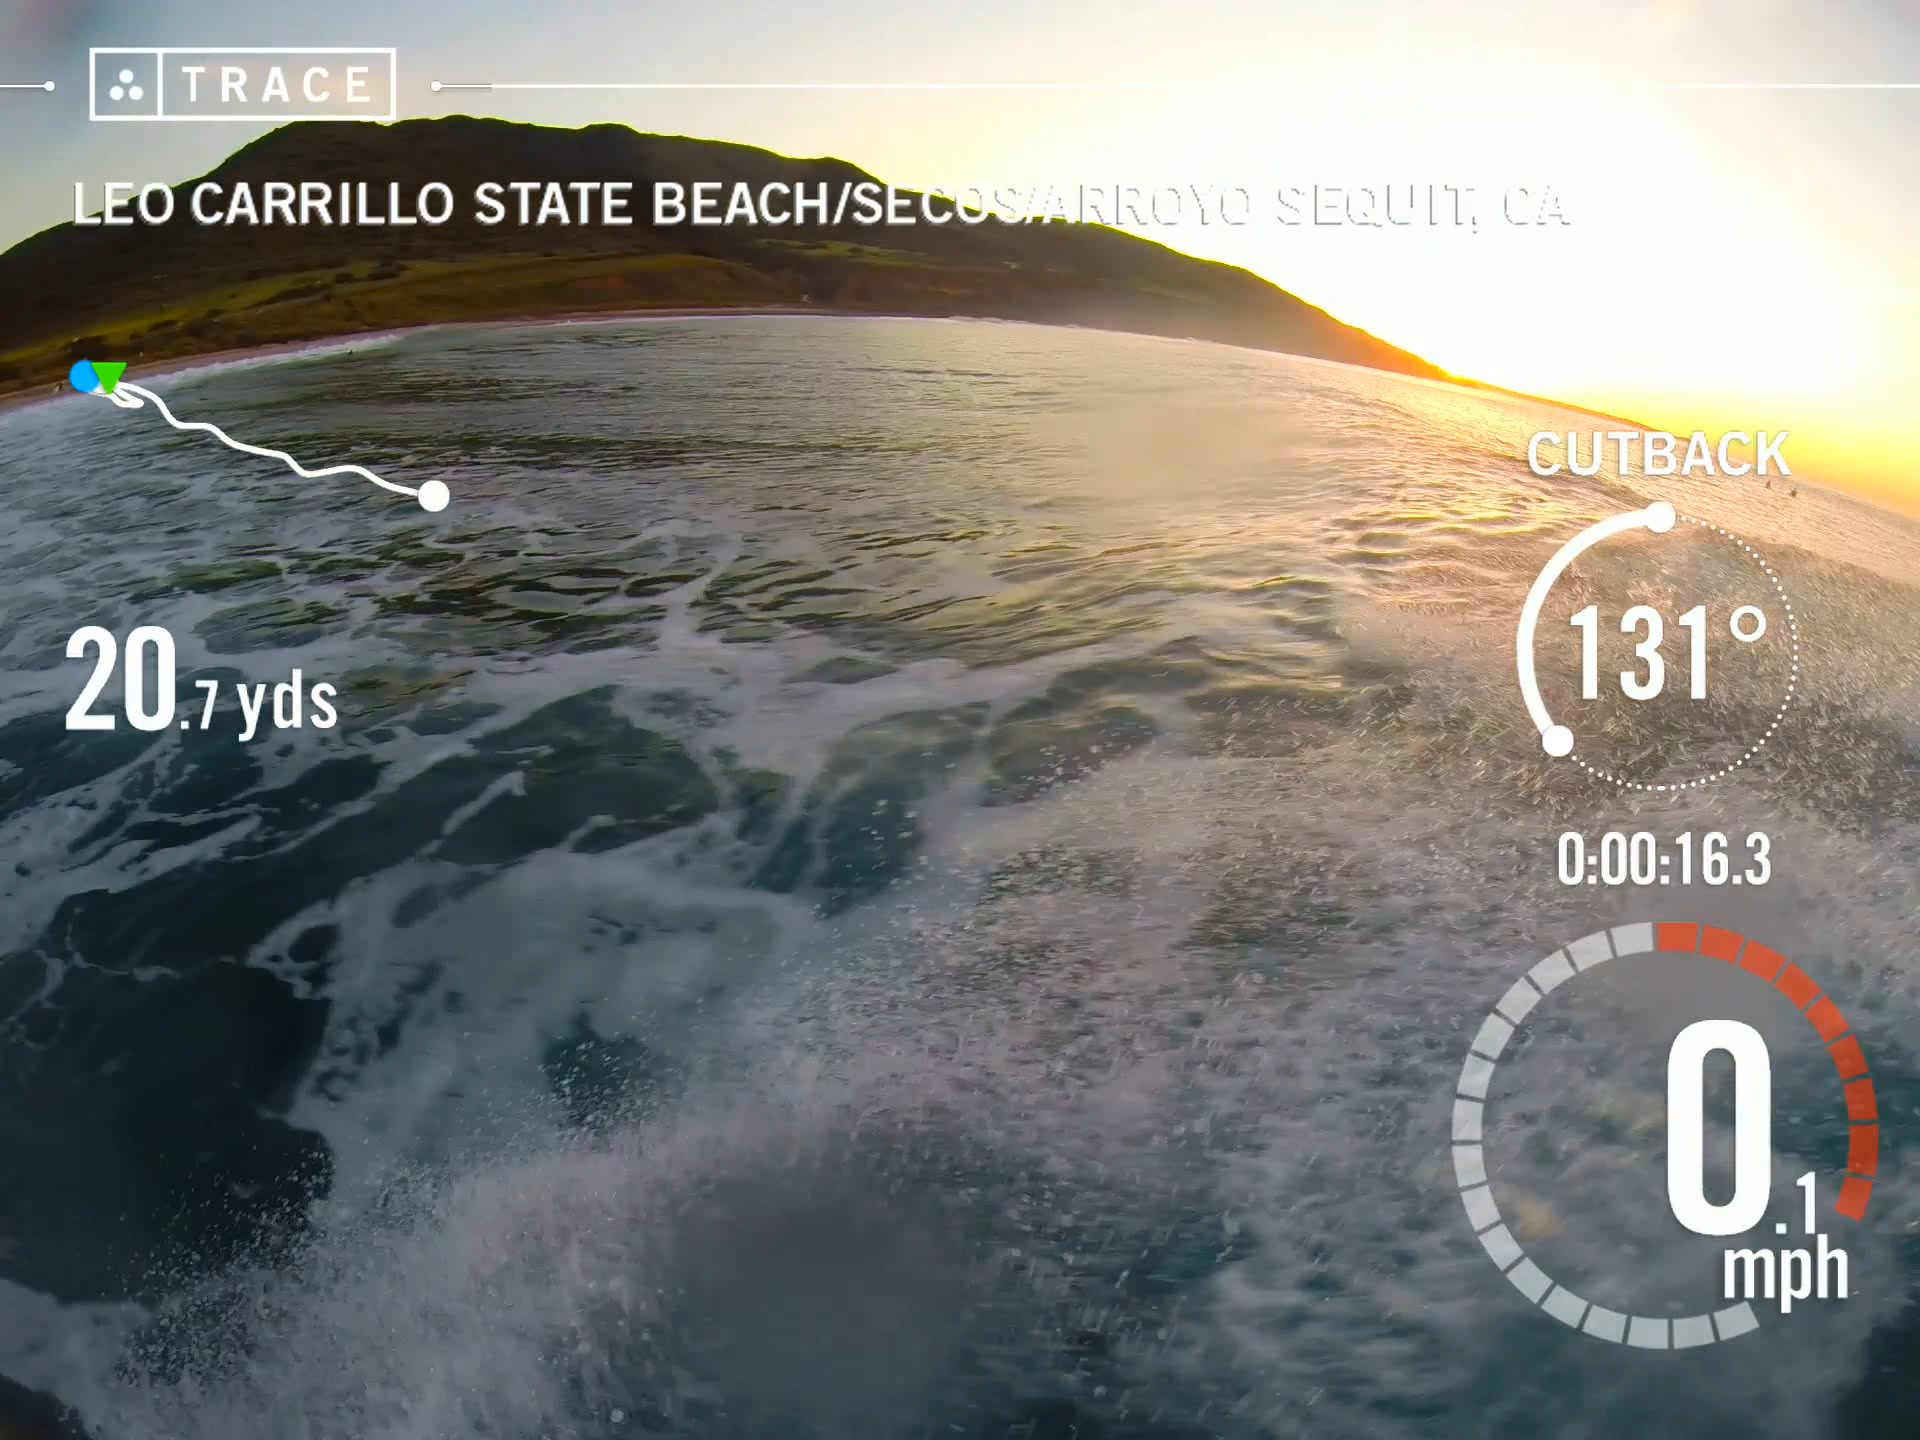 TRACE
LEO CARRILLO STATE BEACH/SECOS/ARROYO SEQUIT, CA
CUTBACK
131°
20.7 yds
0:00:16.3
0.1
mph